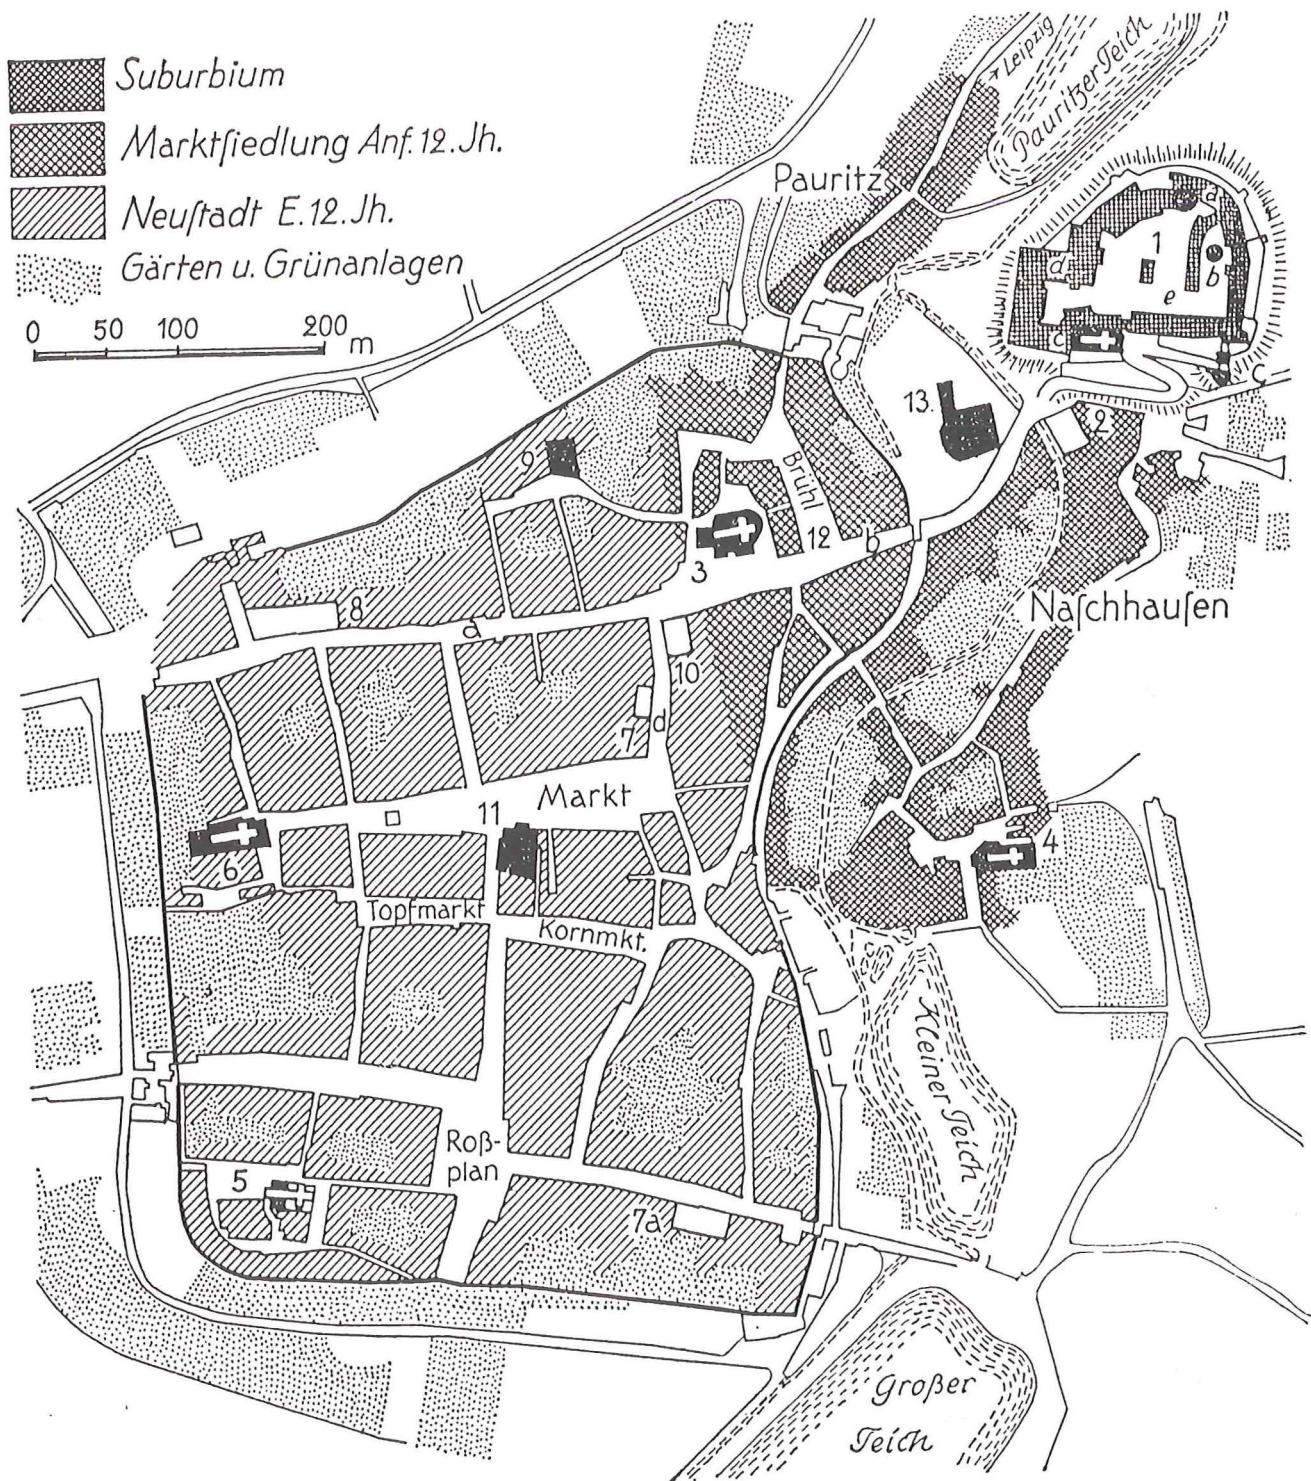 Suburbium
Marktſiedlung Anf. 12. Jh.
Neuſtadt E. 12. Jh.
Gärten u. Grünanlagen
0 50 100 200 m
Leipzig
Pauritzer Teich
Pauritz
1
a
d
b
e
c
C
2
13
9
Brühl
12
b
3
Naſchhauſen
8
a
10
7
d
Markt
11
6
4
Topfmarkt
Kornmkt.
Kleiner Teich
Roß-
plan
5
7a
Großer
Teich